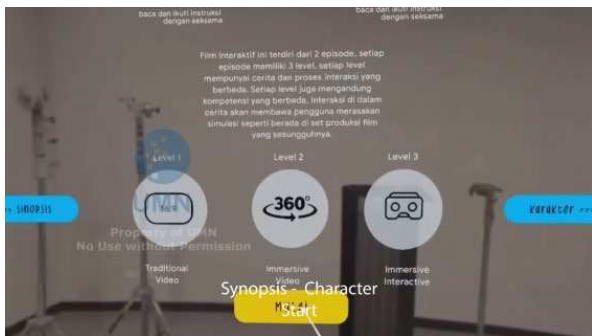 baca dan ikuti instruksi
dengan seksama
baca dan ikuti instruksi
dengan seksama
Film interaktif ini terdiri dari 2 episode, setiap
episode memiliki 3 level, setiap level
mempunyai cerita dan proses interaksi yang
berbeda. Setiap level juga mengandung
kompetensi yang berbeda. Interaksi di dalam
cerita akan membawa pengguna merasakan
simulasi seperti berada di set produksi film
yang sesungguhnya.
Level 1
Level 2
Level 3
SINOPSIS
UMN
360°
karakter
Property of UMN
No Use without Permission
Traditional
Video
Immersive
Video
Immersive
Interactive
Synopsis - Character
Start